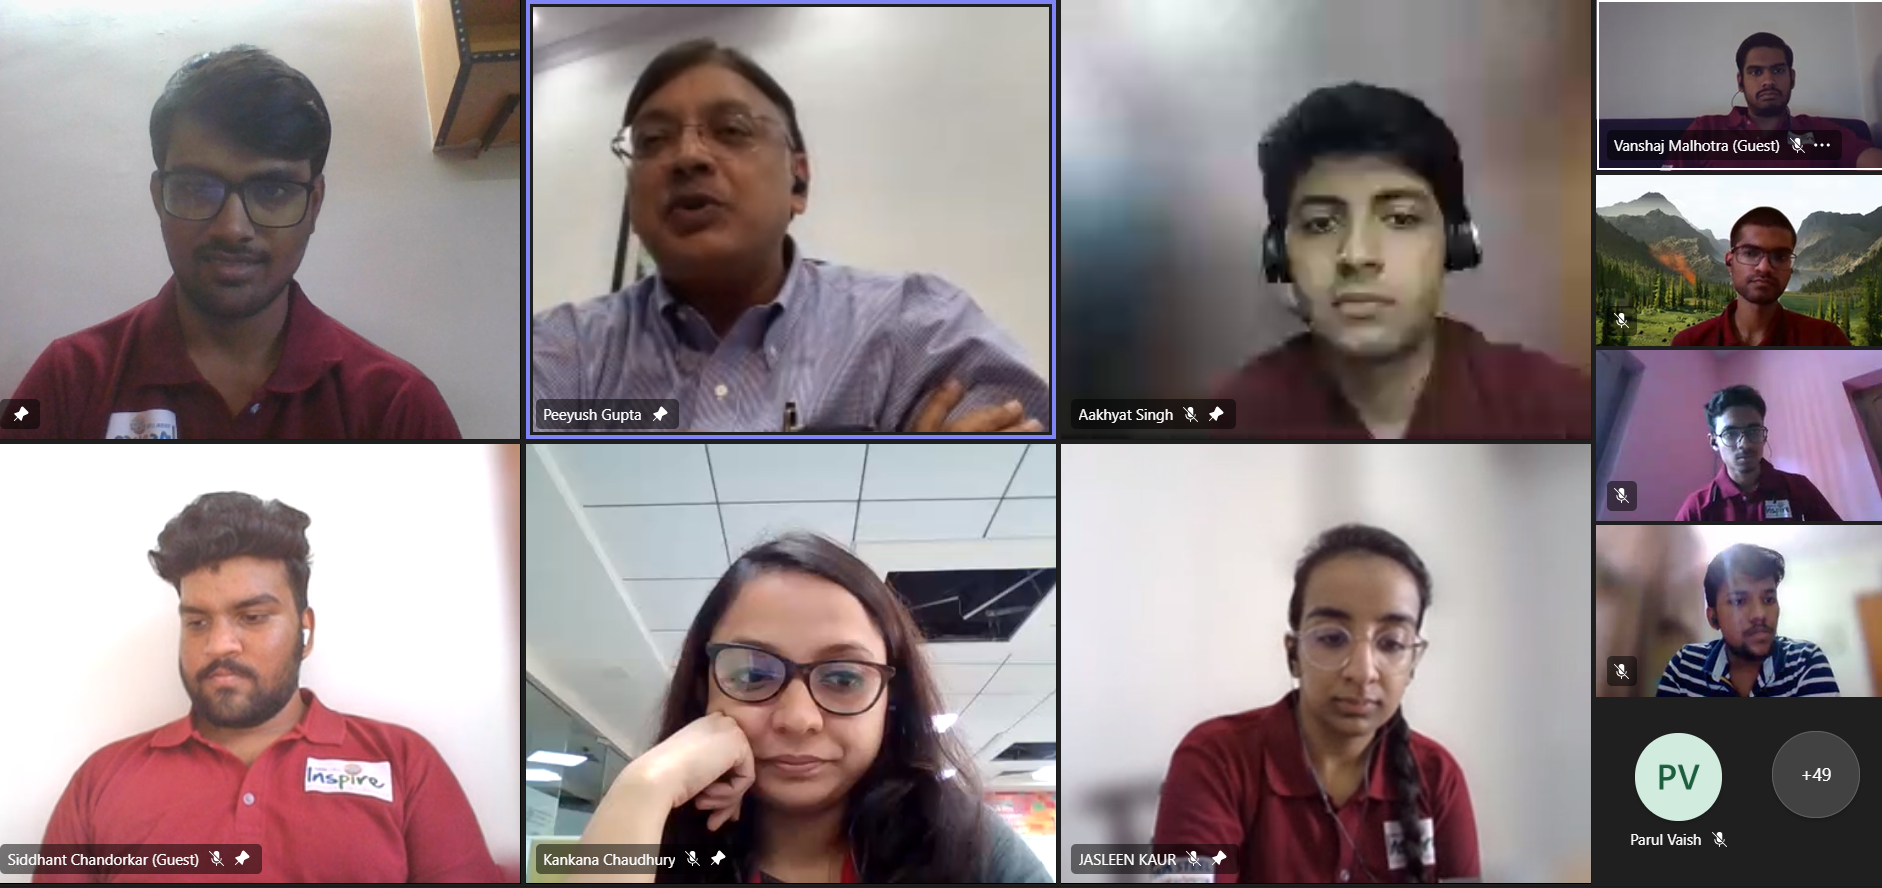 Peeyush Gupta
Aakhyat Singh
Vanshaj Malhotra (Guest)
Siddhant Chandorkar (Guest)
Inspire
Kankana Chaudhury
JASLEEN KAUR
Inspire
PV
+49
Parul Vaish